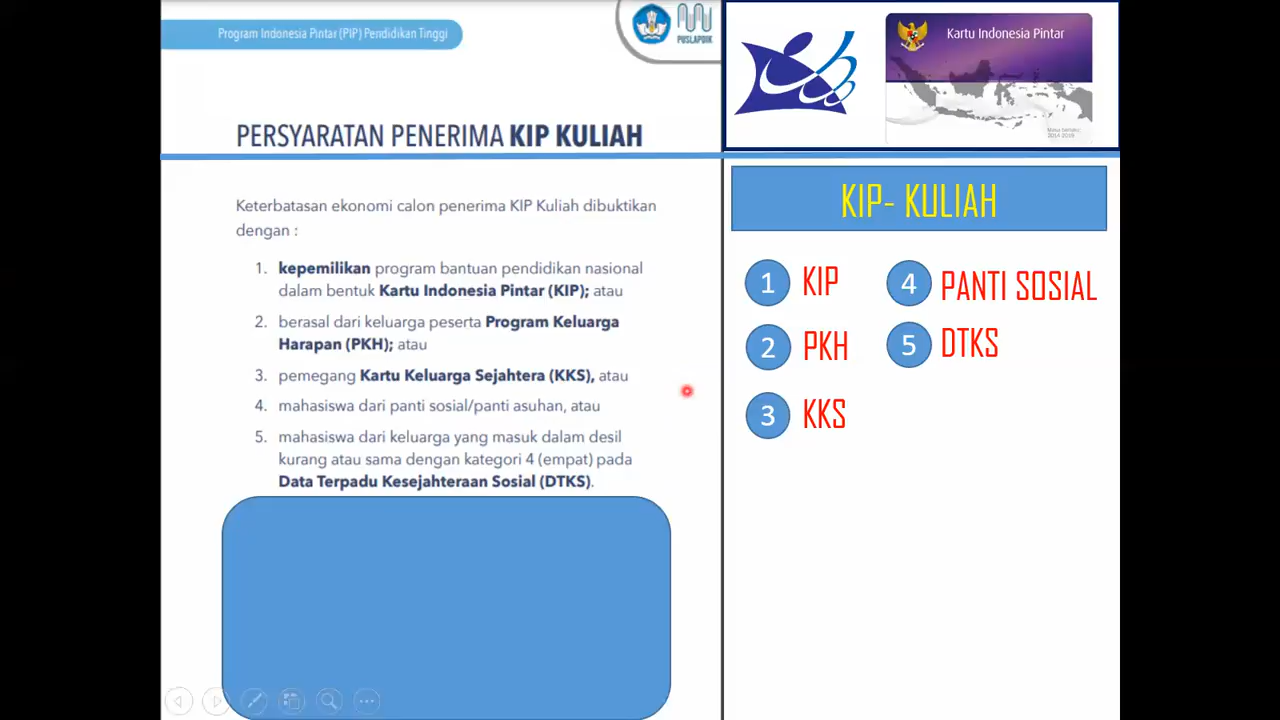 Program Indonesia Pintar (PIP) Pendidikan Tinggi
PUSLAPDIK
PERSYARATAN PENERIMA KIP KULIAH
Keterbatasan ekonomi calon penerima KIP Kuliah dibuktikan
dengan :
1. kepemilikan program bantuan pendidikan nasional
dalam bentuk Kartu Indonesia Pintar (KIP); atau
2. berasal dari keluarga peserta Program Keluarga
Harapan (PKH); atau
3. pemegang Kartu Keluarga Sejahtera (KKS), atau
4. mahasiswa dari panti sosial/panti asuhan, atau
5. mahasiswa dari keluarga yang masuk dalam desil
kurang atau sama dengan kategori 4 (empat) pada
Data Terpadu Kesejahteraan Sosial (DTKS).
Kartu Indonesia Pintar
Masa berlaku:
2014-2019
KIP- KULIAH
1 KIP
2 PKH
3 KKS
4 PANTI SOSIAL
5 DTKS